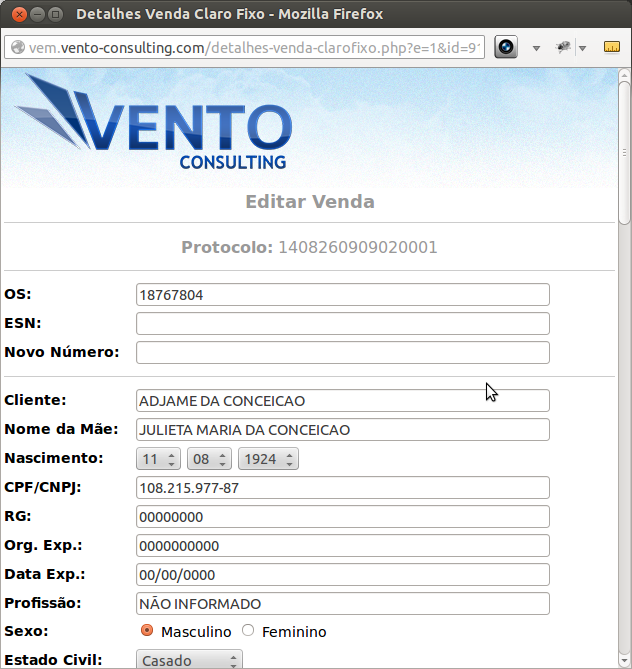 Detalhes Venda Claro Fixo - Mozilla Firefox
vem.vento-consulting.com/detalhes-venda-clarofixo.php?e=1&id=9
VENTO
CONSULTING
Editar Venda
Protocolo: 1408260909020001
OS: 18767804
ESN:
Novo Número:
Cliente: ADJAME DA CONCEICAO
Nome da Mãe: JULIETA MARIA DA CONCEICAO
Nascimento: 11 08 1924
CPF/CNPJ: 108.215.977-87
RG: 00000000
Org. Exp.: 0000000000
Data Exp.: 00/00/0000
Profissão: NÃO INFORMADO
Sexo: Masculino Feminino
Estado Civil: Casado